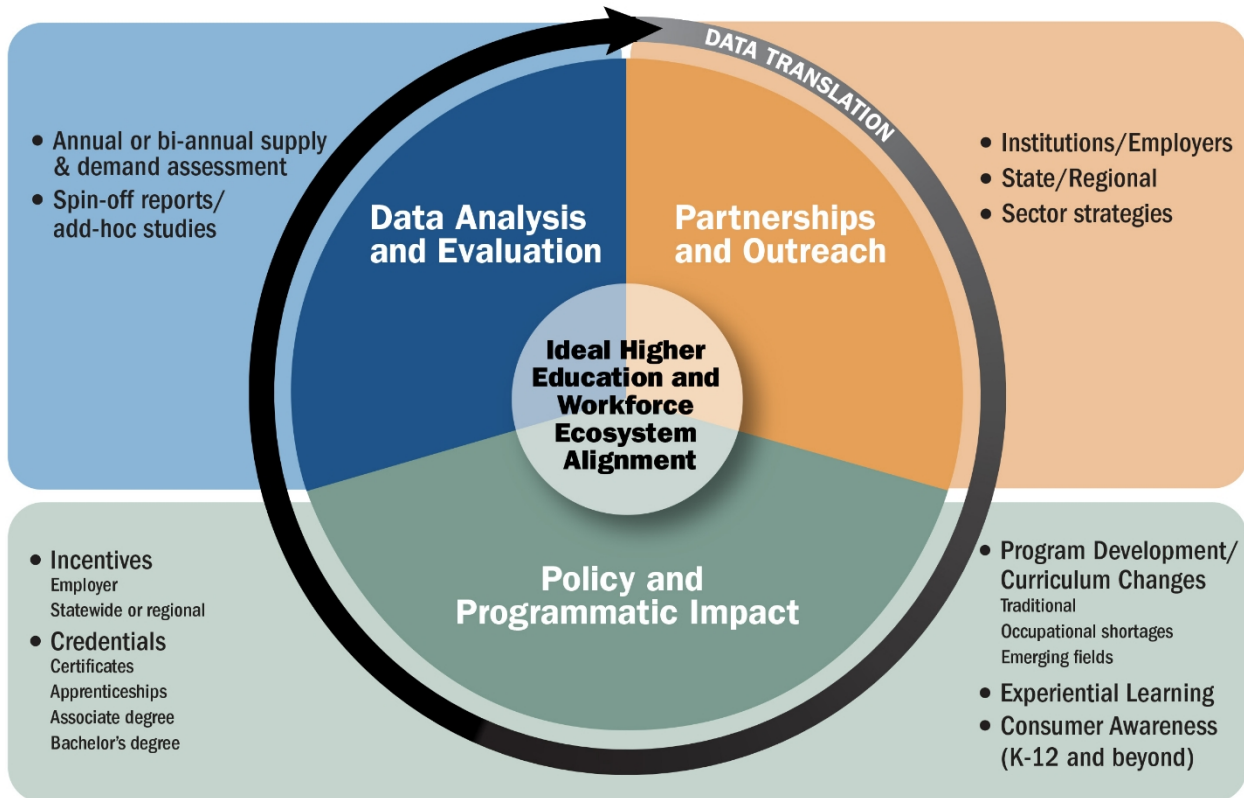 DATA TRANSLATION
• Annual or bi-annual supply
& demand assessment
• Spin-off reports/
add-hoc studies
Data Analysis
and Evaluation
Partnerships
and Outreach
• Institutions/Employers
• State/Regional
• Sector strategies
Ideal Higher
Education and
Workforce
Ecosystem
Alignment
Policy and
Programmatic Impact
• Incentives
Employer
Statewide or regional
• Credentials
Certificates
Apprenticeships
Associate degree
Bachelor's degree
• Program Development/
Curriculum Changes
Traditional
Occupational shortages
Emerging fields
• Experiential Learning
• Consumer Awareness
(K-12 and beyond)